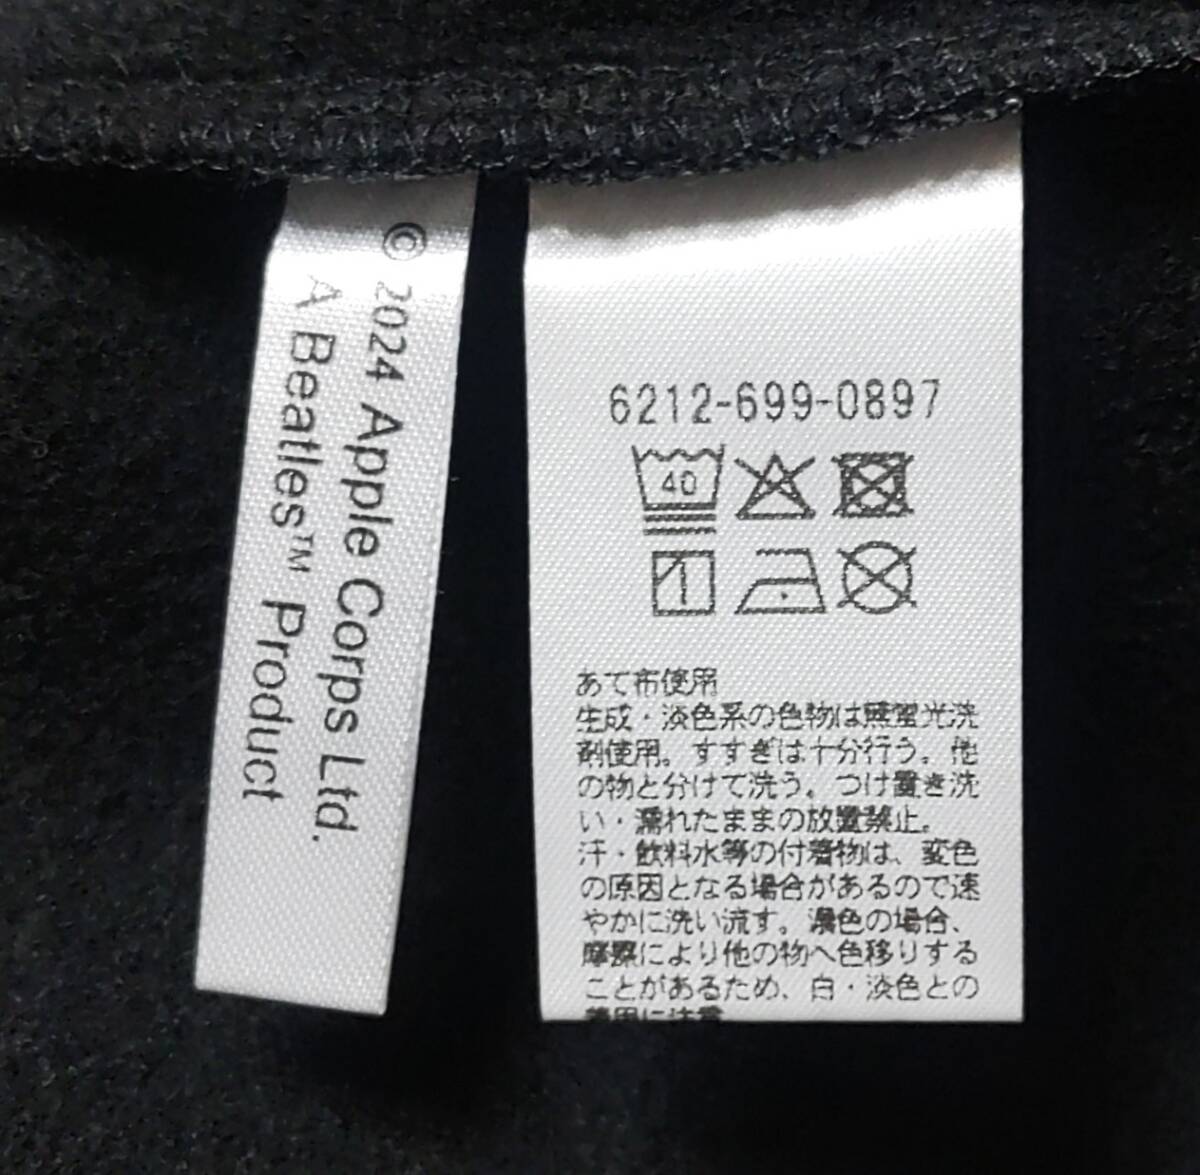 © 2024 Apple Corps Ltd.
A Beatles™ Product
6212-699-0897
40
あて布使用
生成・淡色系の色物は無蛍光洗
剤使用。すすぎは十分行う。他
の物と分けて洗う。つけ置き洗
い・濡れたままの放置禁止。
汗・飲料水等の付着物は、変色
の原因となる場合があるので速
やかに洗い流す。濃色の場合、
摩擦により他の物へ色移りする
ことがあるため、白・淡色との
着用に注意